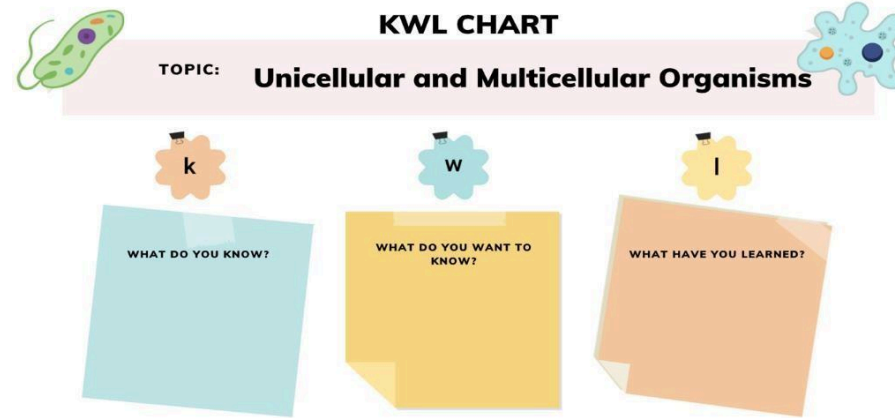 KWL CHART
TOPIC: Unicellular and Multicellular Organisms
k
w
l
WHAT DO YOU KNOW?
WHAT DO YOU WANT TO
KNOW?
WHAT HAVE YOU LEARNED?